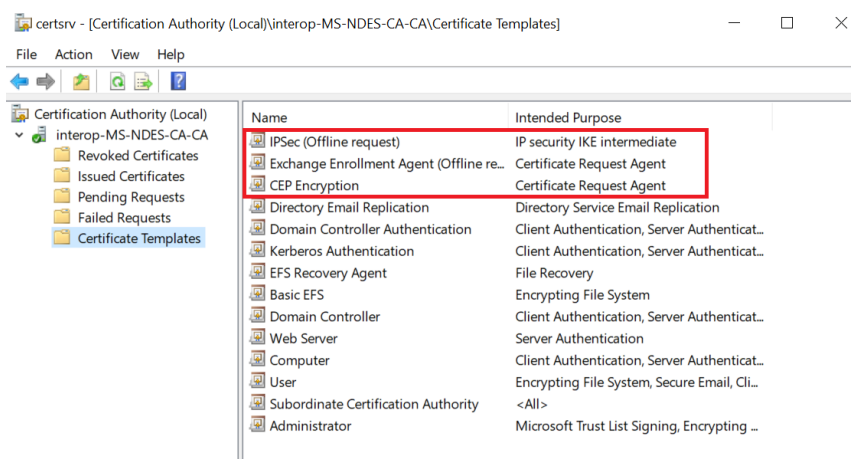 certsrv - [Certification Authority (Local)\interop-MS-NDES-CA-CA\Certificate Templates]
File Action View Help
Certification Authority (Local)
interop-MS-NDES-CA-CA
Revoked Certificates
Issued Certificates
Pending Requests
Failed Requests
Certificate Templates
Name Intended Purpose
IPSec (Offline request) IP security IKE intermediate
Exchange Enrollment Agent (Offline re... Certificate Request Agent
CEP Encryption Certificate Request Agent
Directory Email Replication Directory Service Email Replication
Domain Controller Authentication Client Authentication, Server Authenticat...
Kerberos Authentication Client Authentication, Server Authenticat...
EFS Recovery Agent File Recovery
Basic EFS Encrypting File System
Domain Controller Client Authentication, Server Authenticat...
Web Server Server Authentication
Computer Client Authentication, Server Authenticat...
User Encrypting File System, Secure Email, Cli...
Subordinate Certification Authority <All>
Administrator Microsoft Trust List Signing, Encrypting ...